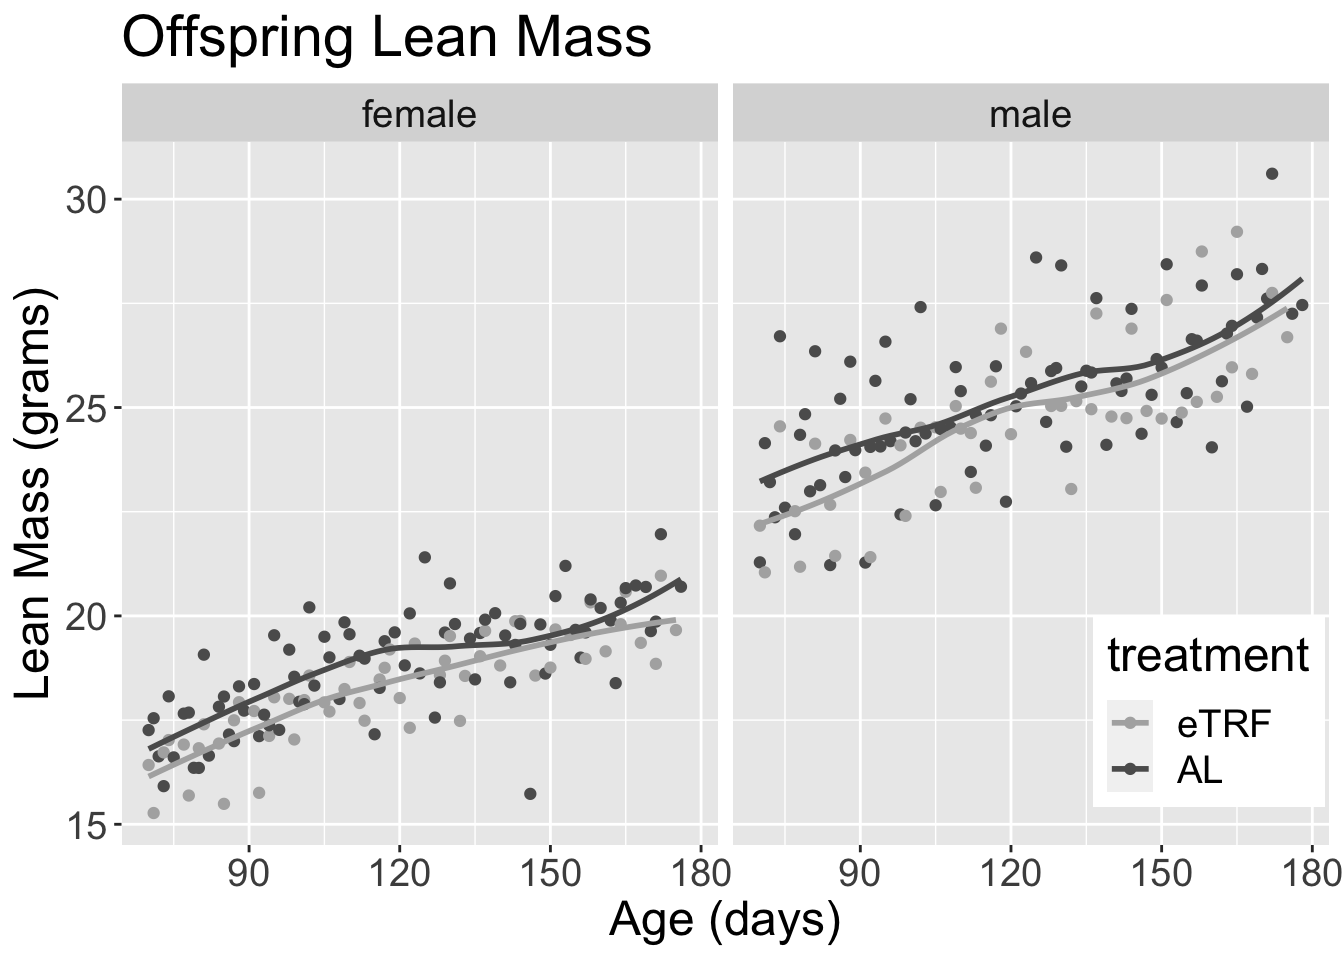 Offspring Lean Mass
female
male
Lean Mass (grams)
30
25
20
15
treatment
eTRF
AL
90 120 150 180
90 120 150 180
Age (days)